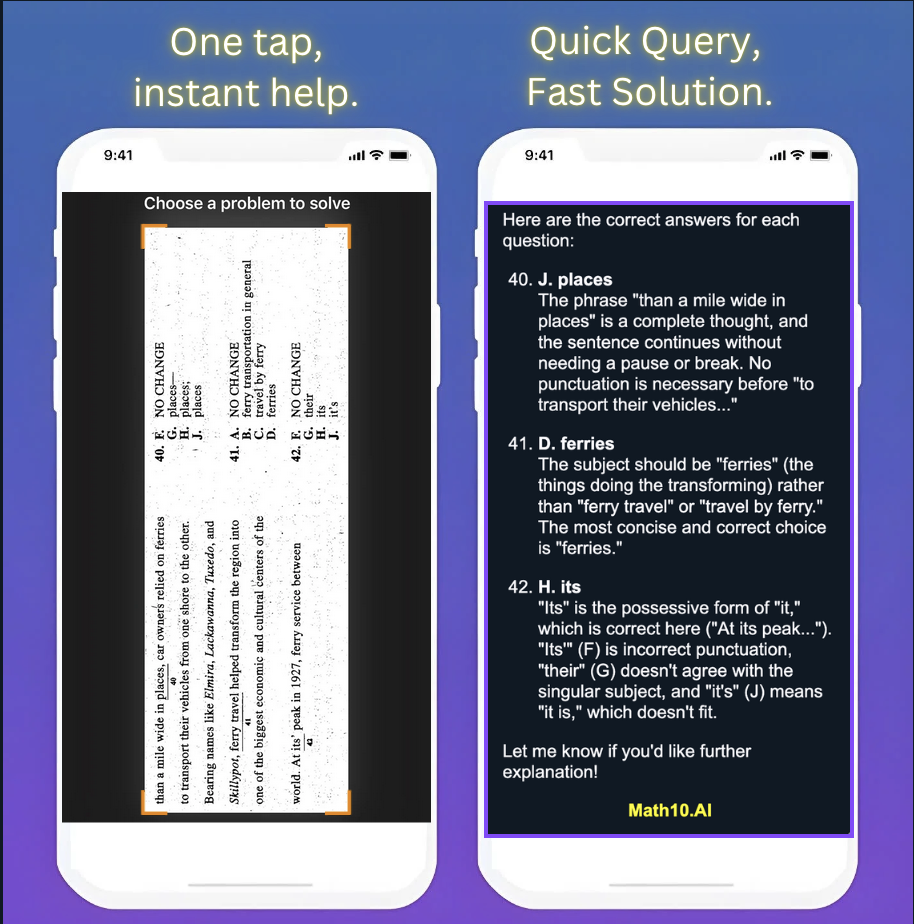 One tap,
instant help.
9:41
Choose a problem to solve
than a mile wide in places, car owners relied on ferries
40
to transport their vehicles from one shore to the other.
Bearing names like Elmira, Lackawanna, Tuxedo, and
Skillypot, ferry travel helped transform the region into
41
one of the biggest economic and cultural centers of the
world. At its' peak in 1927, ferry service between
42
40. F. NO CHANGE
G. places—
H. places;
J. places
41. A. NO CHANGE
B. ferry transportation in general
C. travel by ferry
D. ferries
42. F. NO CHANGE
G. their
H. its
J. it's
Quick Query,
Fast Solution.
9:41
Here are the correct answers for each
question:
40. J. places
The phrase "than a mile wide in
places" is a complete thought, and
the sentence continues without
needing a pause or break. No
punctuation is necessary before "to
transport their vehicles..."
41. D. ferries
The subject should be "ferries" (the
things doing the transforming) rather
than "ferry travel" or "travel by ferry."
The most concise and correct choice
is "ferries."
42. H. its
"Its" is the possessive form of "it,"
which is correct here ("At its peak...").
"Its'" (F) is incorrect punctuation,
"their" (G) doesn't agree with the
singular subject, and "it's" (J) means
"it is," which doesn't fit.
Let me know if you'd like further
explanation!
Math10.AI